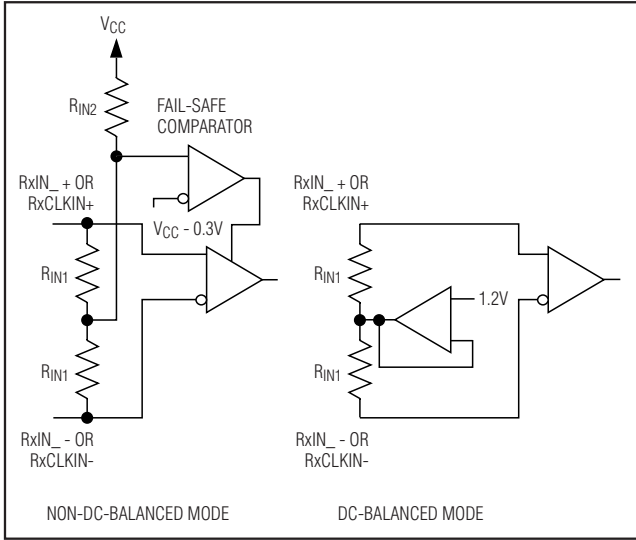 VCC
RIN2
FAIL-SAFE
COMPARATOR
RxIN_ + OR
RxCLKIN+
VCC - 0.3V
RIN1
RIN1
RxIN_ - OR
RxCLKIN-
NON-DC-BALANCED MODE
RxIN_ + OR
RxCLKIN+
RIN1
1.2V
RIN1
RxIN_ - OR
RxCLKIN-
DC-BALANCED MODE